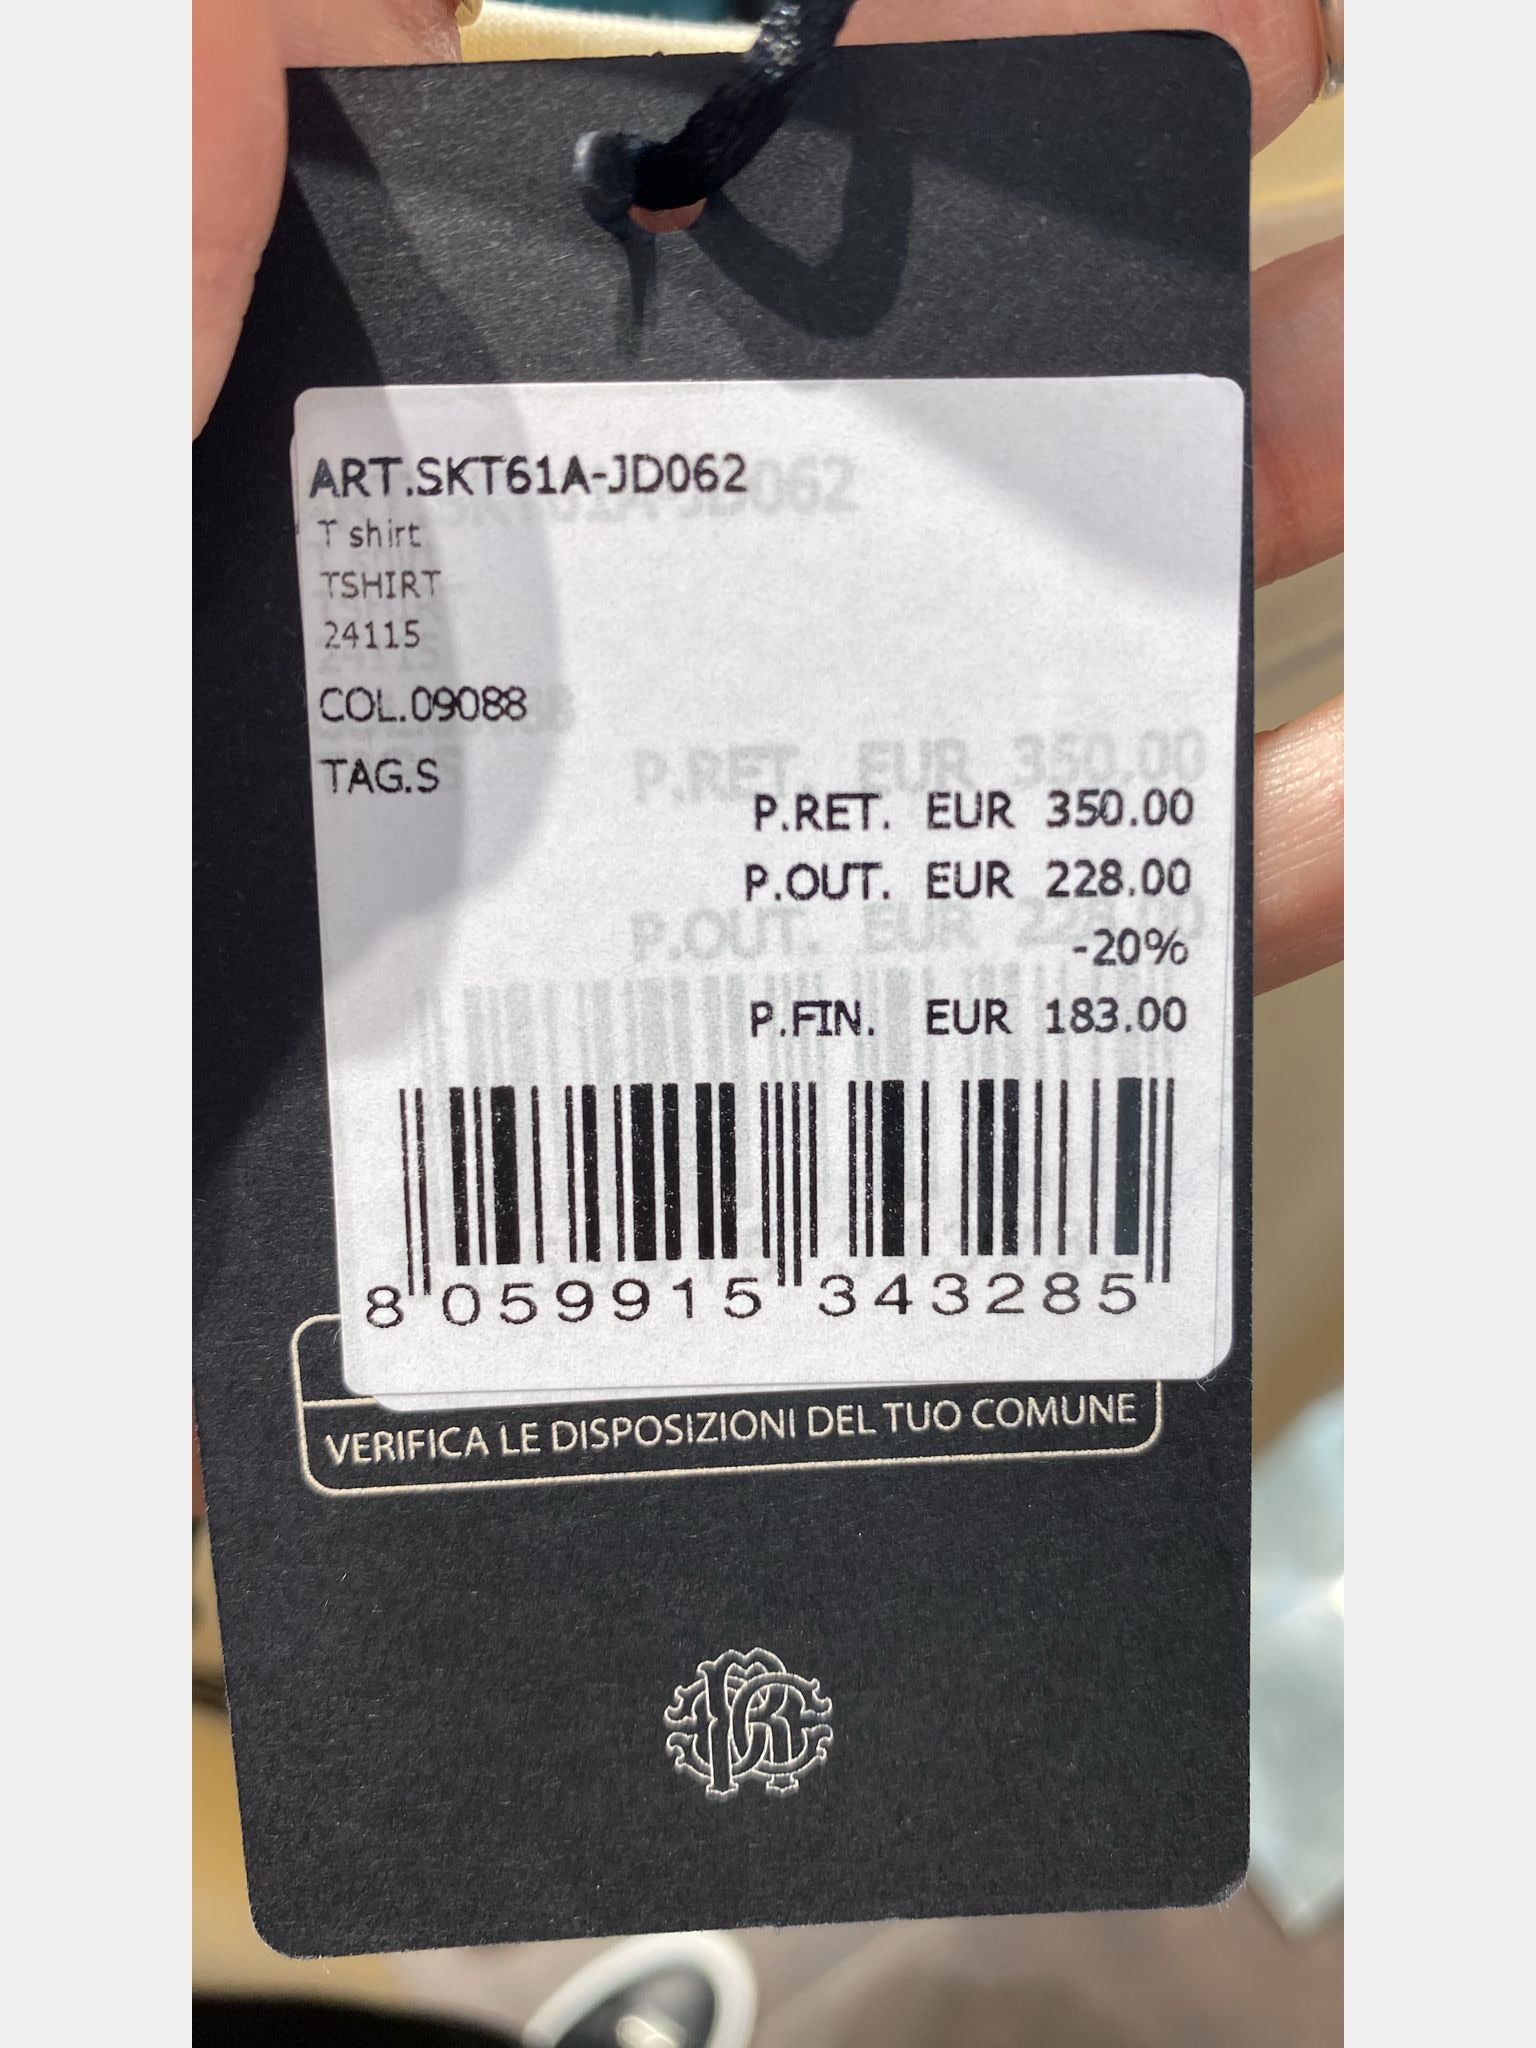 ART.SKT61A-JD062
T shirt
TSHIRT
24115
COL.09088
TAG.S
P.RET. EUR 350.00
P.OUT. EUR 228.00
-20%
P.FIN. EUR 183.00
8 059915 343285
VERIFICA LE DISPOSIZIONI DEL TUO COMUNE